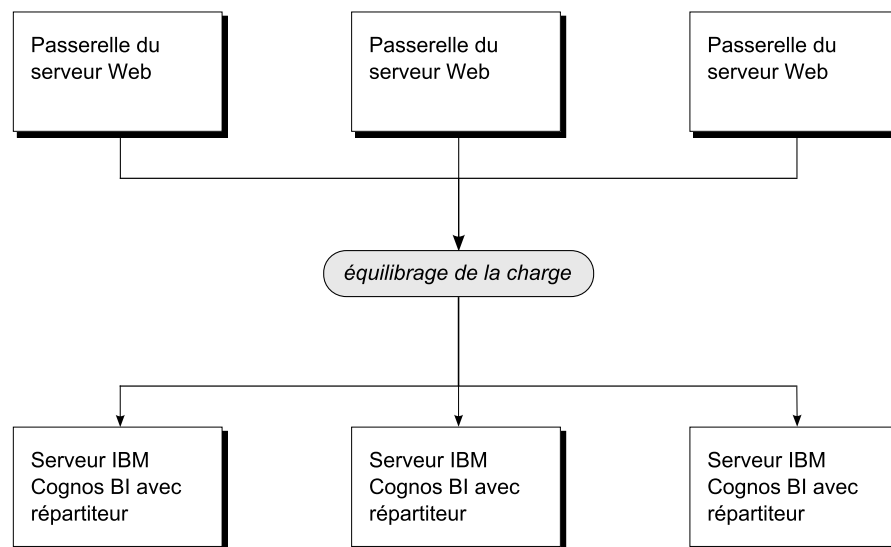 Passerelle du
serveur Web
Passerelle du
serveur Web
Passerelle du
serveur Web
équilibrage de la charge
Serveur IBM
Cognos BI avec
répartiteur
Serveur IBM
Cognos BI avec
répartiteur
Serveur IBM
Cognos BI avec
répartiteur